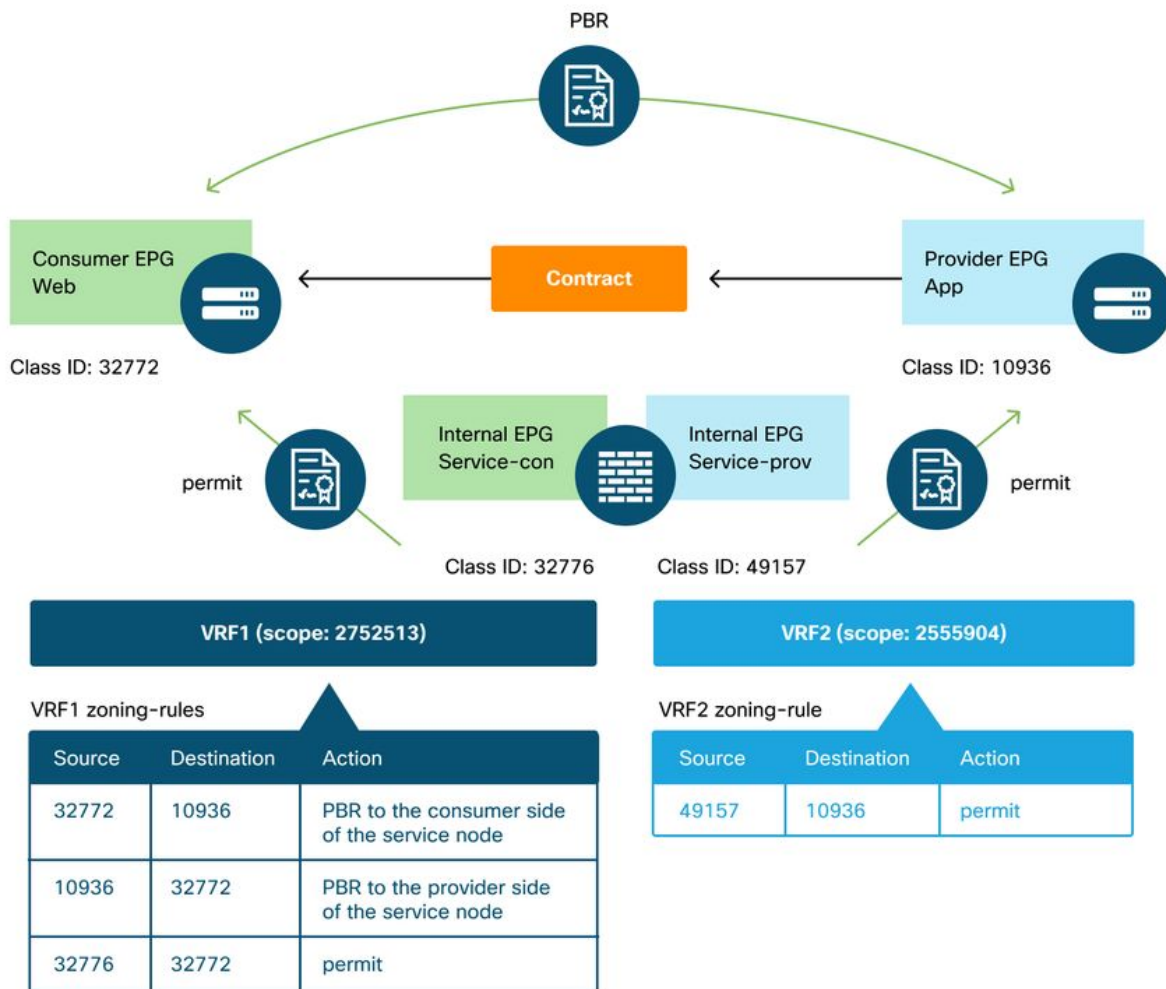 PBR
Consumer EPG
Web
Contract
Provider EPG
App
Class ID: 32772
Class ID: 10936
Internal EPG
Service-con
Internal EPG
Service-prov
permit
permit
Class ID: 32776
Class ID: 49157
VRF1 (scope: 2752513)
VRF2 (scope: 2555904)
VRF1 zoning-rules
Source Destination Action
32772 10936 PBR to the consumer side
of the service node
10936 32772 PBR to the provider side
of the service node
32776 32772 permit
VRF2 zoning-rule
Source Destination Action
49157 10936 permit